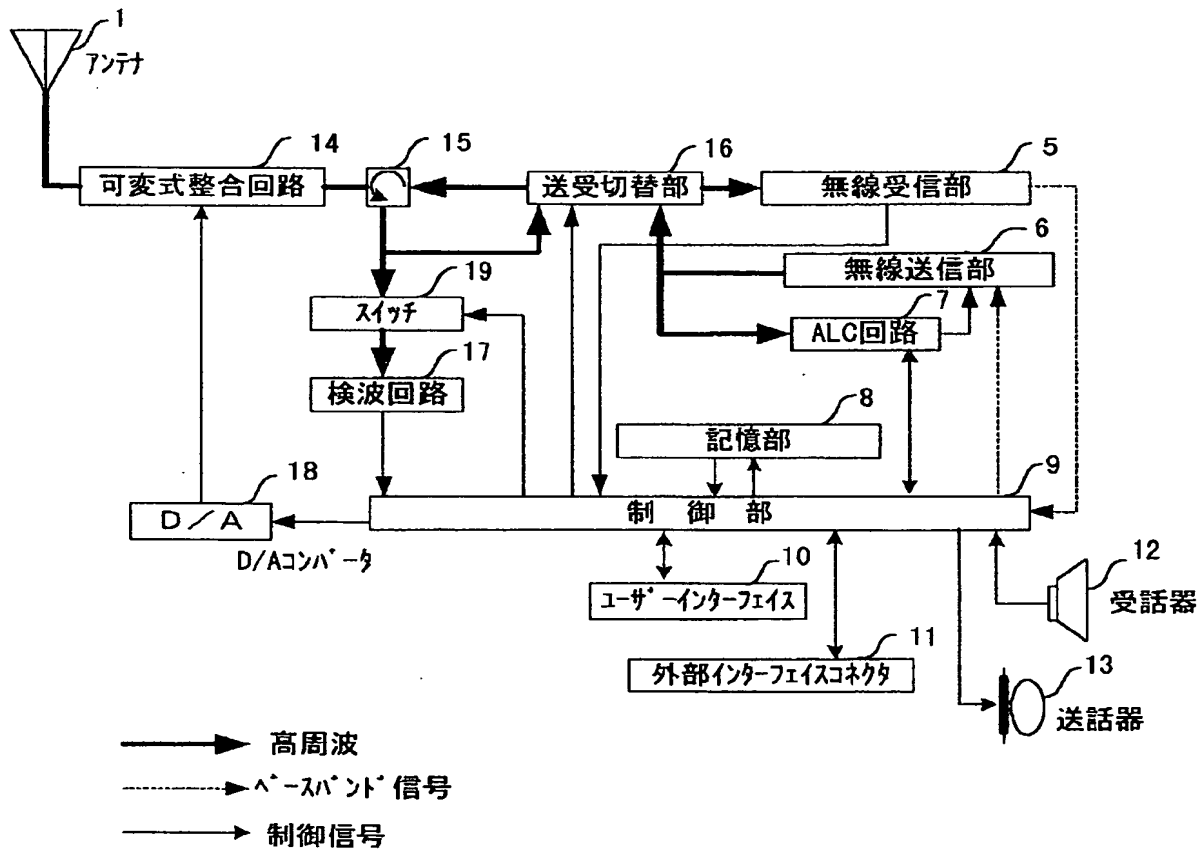 1
アンテナ
14
可変式整合回路
15
16
送受切替部
5
無線受信部
6
無線送信部
7
ALC回路
19
スイッチ
17
検波回路
8
記憶部
18
D/A
D/Aコンバータ
9
制御部
10
ユーザーインターフェイス
11
外部インターフェイスコネクタ
12
受話器
13
送話器
高周波
ベースバンド信号
制御信号